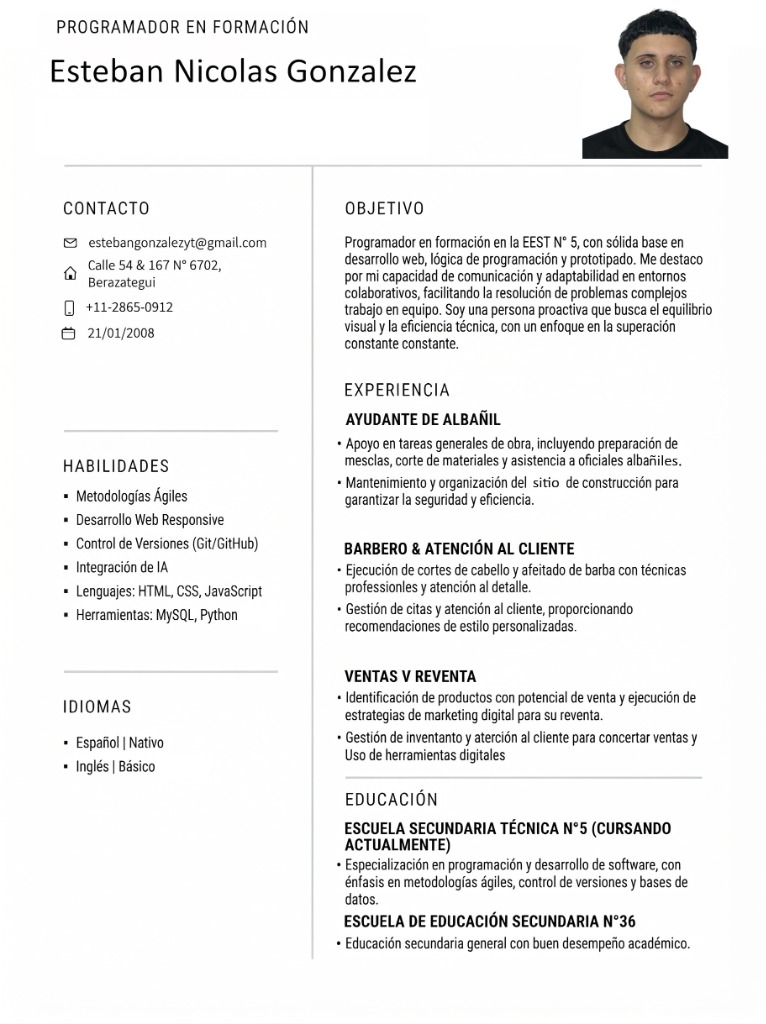 PROGRAMADOR EN FORMACIÓN
Esteban Nicolas Gonzalez
CONTACTO
estebangonzalezyt@gmail.com
Calle 54 & 167 N° 6702,
Berazategui
+11-2865-0912
21/01/2008
HABILIDADES
▪ Metodologías Ágiles
▪ Desarrollo Web Responsive
▪ Control de Versiones (Git/GitHub)
▪ Integración de IA
▪ Lenguajes: HTML, CSS, JavaScript
▪ Herramientas: MySQL, Python
IDIOMAS
▪ Español | Nativo
▪ Inglés | Básico
OBJETIVO
Programador en formación en la EEST N° 5, con sólida base en
desarrollo web, lógica de programación y prototipado. Me destaco
por mi capacidad de comunicación y adaptabilidad en entornos
colaborativos, facilitando la resolución de problemas complejos
trabajo en equipo. Soy una persona proactiva que busca el equilibrio
visual y la eficiencia técnica, con un enfoque en la superación
constante constante.
EXPERIENCIA
AYUDANTE DE ALBAÑIL
• Apoyo en tareas generales de obra, incluyendo preparación de
mesclas, corte de materiales y asistencia a oficiales albañiles.
• Mantenimiento y organización del sitio de construcción para
garantizar la seguridad y eficiencia.
BARBERO & ATENCIÓN AL CLIENTE
• Ejecución de cortes de cabello y afeitado de barba con técnicas
professionles y atención al detalle.
• Gestión de citas y atención al cliente, proporcionando
recomendaciones de estilo personalizadas.
VENTAS V REVENTA
• Identificación de productos con potencial de venta y ejecución de
estrategias de marketing digital para su reventa.
• Gestión de inventanto y aterción al cliente para concertar ventas y
Uso de herramientas digitales
EDUCACIÓN
ESCUELA SECUNDARIA TÉCNICA N°5 (CURSANDO
ACTUALMENTE)
• Especialización en programación y desarrollo de software, con
énfasis en metodologías ágiles, control de versiones y bases de
datos.
ESCUELA DE EDUCACIÓN SECUNDARIA N°36
• Educación secundaria general con buen desempeño académico.